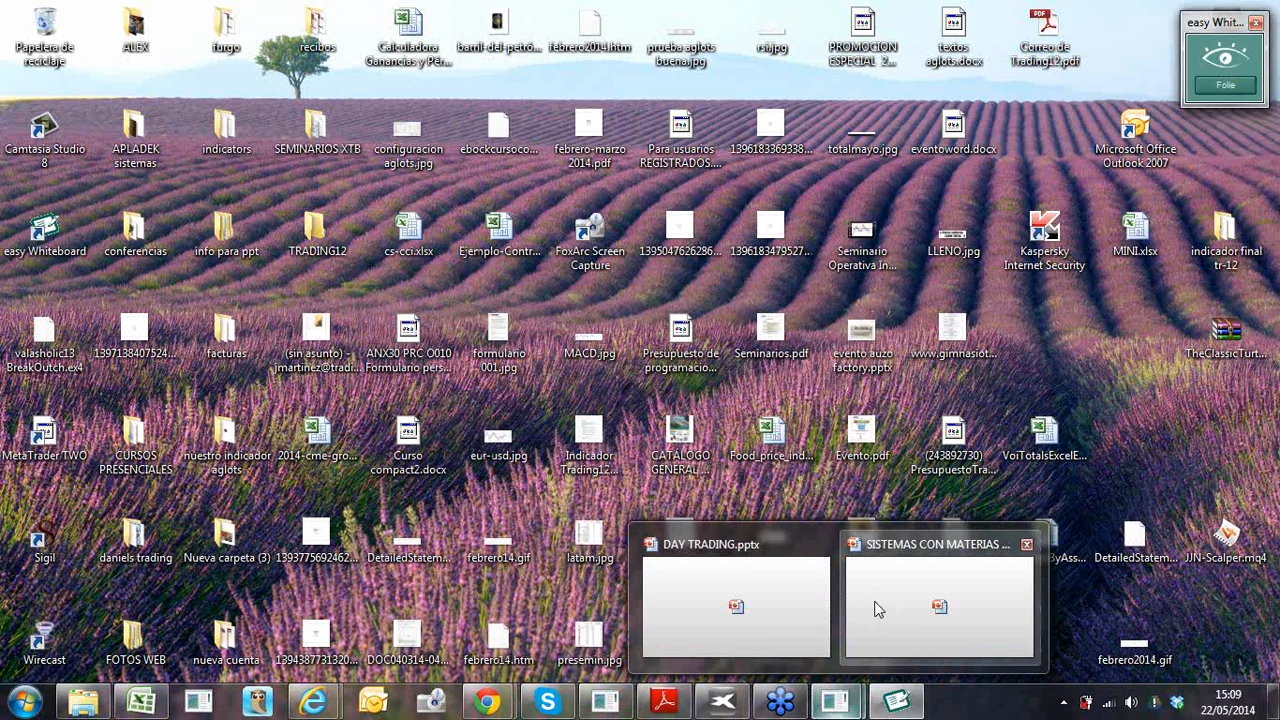 Papelera de
reciclaje
ALEX
furgo
recibos
Calculadora
Ganancias y Pér...
barril-del-petró...
febrero2014.htm
prueba aglots
buena.jpg
rsi.jpg
PROMOCION
ESPECIAL 2...
textos
aglots.docx
Correo de
Trading12.pdf
easy Whit...
Folie
Camtasia Studio
8
APLADEK
sistemas
indicators
SEMINARIOS XTB
configuracion
aglots.jpg
ebockcursoco...
febrero-marzo
2014.pdf
Para usuarios
REGISTRADOS....
1396183369338...
totalmayo.jpg
eventoword.docx
Microsoft Office
Outlook 2007
easy Whiteboard
conferencias
info para ppt
TRADING12
cs-cci.xlsx
Ejemplo-Contr...
FoxArc Screen
Capture
1395047626286...
1396183479527...
Seminario
Operativa In...
LLENO.jpg
Kaspersky
Internet Security
MINI.xlsx
indicador final
tr-12
valasholic13
BreakOutch.ex4
1397138407524...
facturas
(sin asunto) -
jmartinez@tradi...
ANX30 PRC O010
Formulario pers...
formulario
001.jpg
MACD.jpg
Presupuesto de
programacio...
Seminarios.pdf
evento auzo
factory.pptx
www.gimnasiot...
TheClassicTurt...
MetaTrader TWO
CURSOS
PRESENCIALES
nuestro indicador
aglots
2014-cme-gro...
Curso
compact2.docx
eur-usd.jpg
Indicador
Trading12...
CATÁLOGO
GENERAL ...
Food_price_ind...
Evento.pdf
(243892730)
PresupuestoTra...
VoiTotalsExcelE...
Sigil
daniels trading
Nueva carpeta (3)
1393775692462...
DetailedStatem...
febrero14.gif
latam.jpg
DAY TRADING.pptx
SISTEMAS CON MATERIAS ...
ByAss...
DetailedStatem...
JJN-Scalper.mq4
Wirecast
FOTOS WEB
nueva cuenta
1394387731320...
DOC040314-04...
febrero14.htm
presemin.jpg
febrero2014.gif
15:09
22/05/2014